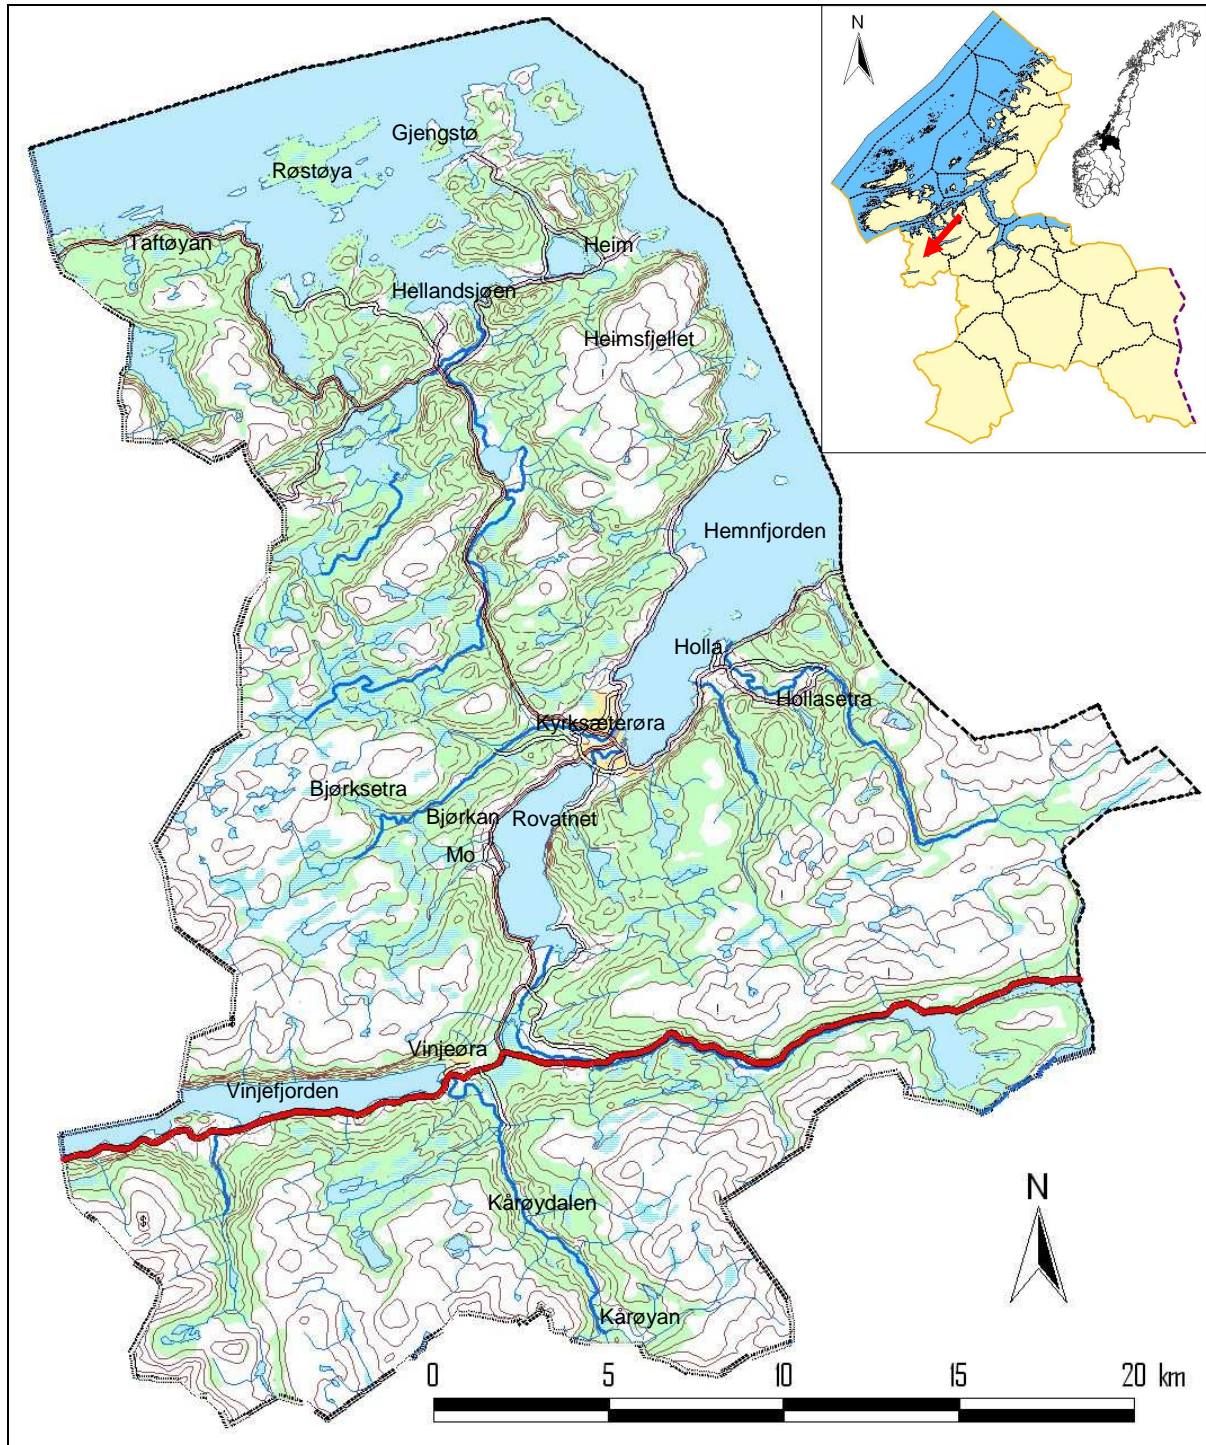 N
Gjengstø
Røstøya
Taftøyan
Heim
Hellandsjøen
Heimsfjellet
Hemnfjorden
Holla
Hollasetra
Kyrksæterøra
Bjørksetra
Bjørkan
Rovatnet
Mo
Vinjeøra
Vinjefjorden
Kårøydalen
N
Kårøyan
0 5 10 15 20 km